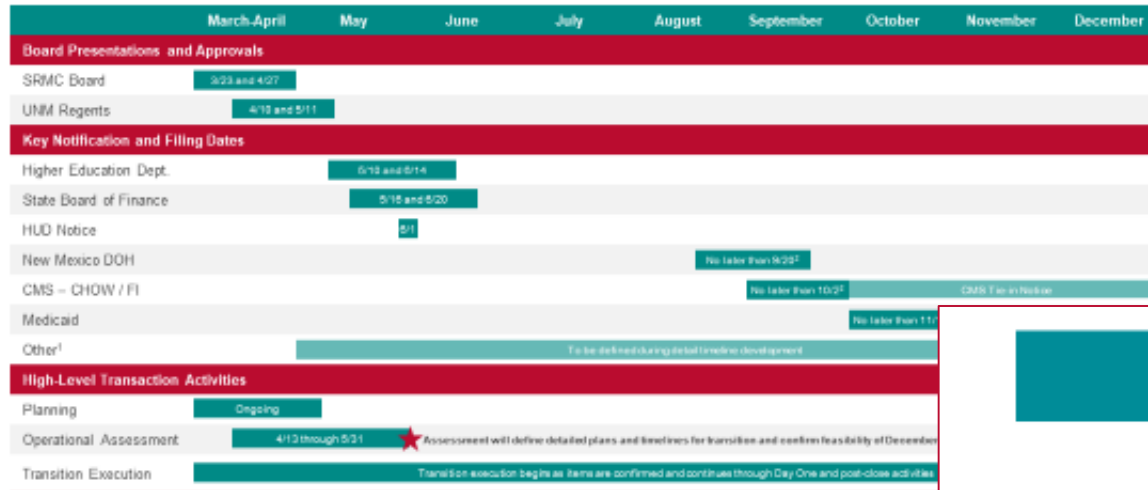 March-April May June July August September October November December
Board Presentations and Approvals
SRMC Board 3/23 and 4/27
UNM Regents 4/10 and 5/11
Key Notification and Filing Dates
Higher Education Dept. 5/10 and 6/14
State Board of Finance 5/16 and 6/20
HUD Notice 6/1
New Mexico DOH No later than 9/20²
CMS – CHOW / FI No later than 10/2² CMS Tie-in Notice
Medicaid No later than 11/
Other¹ To be defined during detail timeline development
High-Level Transaction Activities
Planning Ongoing
Operational Assessment 4/13 through 5/31 Assessment will define detailed plans and timelines for transition and confirm feasibility of December
Transition Execution Transition execution begins as items are confirmed and continues through Day One and post-close activities